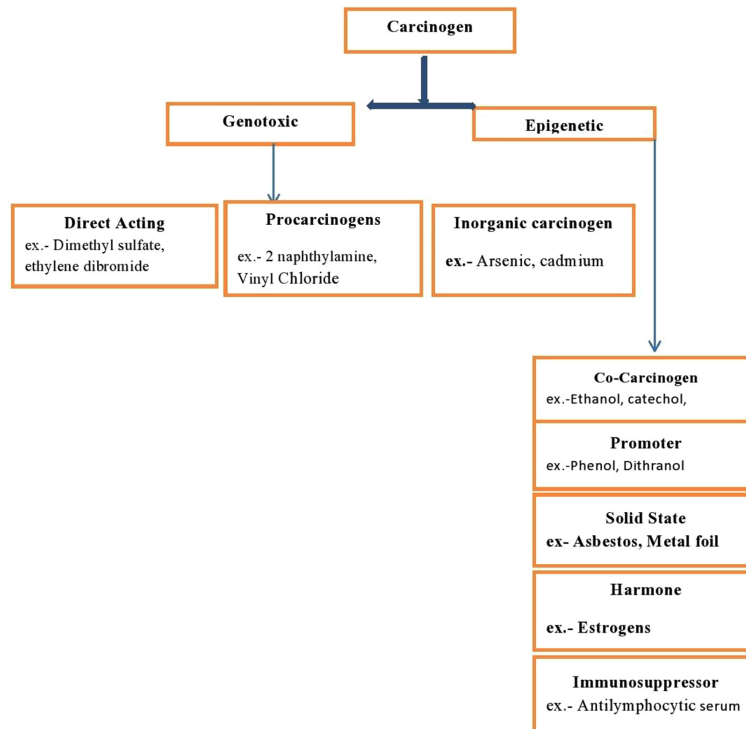 Carcinogen
Genotoxic
Epigenetic
Direct Acting
ex.- Dimethyl sulfate,
ethylene dibromide
Procarcinogens
ex.- 2 naphthylamine,
Vinyl Chloride
Inorganic carcinogen
ex.- Arsenic, cadmium
Co-Carcinogen
ex.-Ethanol, catechol,
Promoter
ex.-Phenol, Dithranol
Solid State
ex- Asbestos, Metal foil
Harmone
ex.- Estrogens
Immunosuppressor
ex.- Antilymphocytic serum